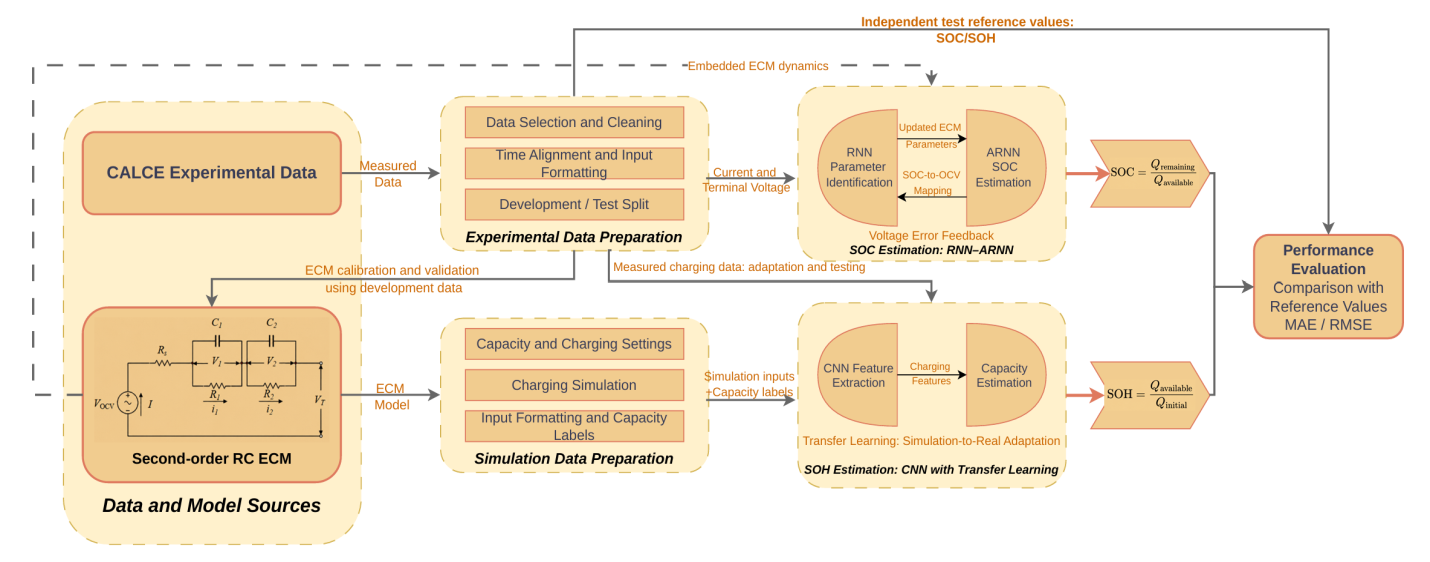 Independent test reference values:
SOC/SOH
Embedded ECM dynamics
CALCE Experimental Data
Measured
Data
Data Selection and Cleaning
Time Alignment and Input
Formatting
Development / Test Split
Experimental Data Preparation
Current and
Terminal Voltage
RNN
Parameter
Identification
Updated ECM
Parameters
SOC-to-OCV
Mapping
ARNN
SOC
Estimation
Voltage Error Feedback
SOC Estimation: RNN–ARNN
SOC = Q_remaining / Q_available
Performance
Evaluation
Comparison with
Reference Values
MAE / RMSE
ECM calibration and validation
using development data
Measured charging data: adaptation and testing
C1 C2
Rs V1 V2
R1 R2
VOCV I i1 i2 VT
Second-order RC ECM
Data and Model Sources
ECM
Model
Capacity and Charging Settings
Charging Simulation
Input Formatting and Capacity
Labels
Simulation Data Preparation
Simulation inputs
+Capacity labels
CNN Feature
Extraction
Charging
Features
Capacity
Estimation
Transfer Learning: Simulation-to-Real Adaptation
SOH Estimation: CNN with Transfer Learning
SOH = Q_available / Q_initial